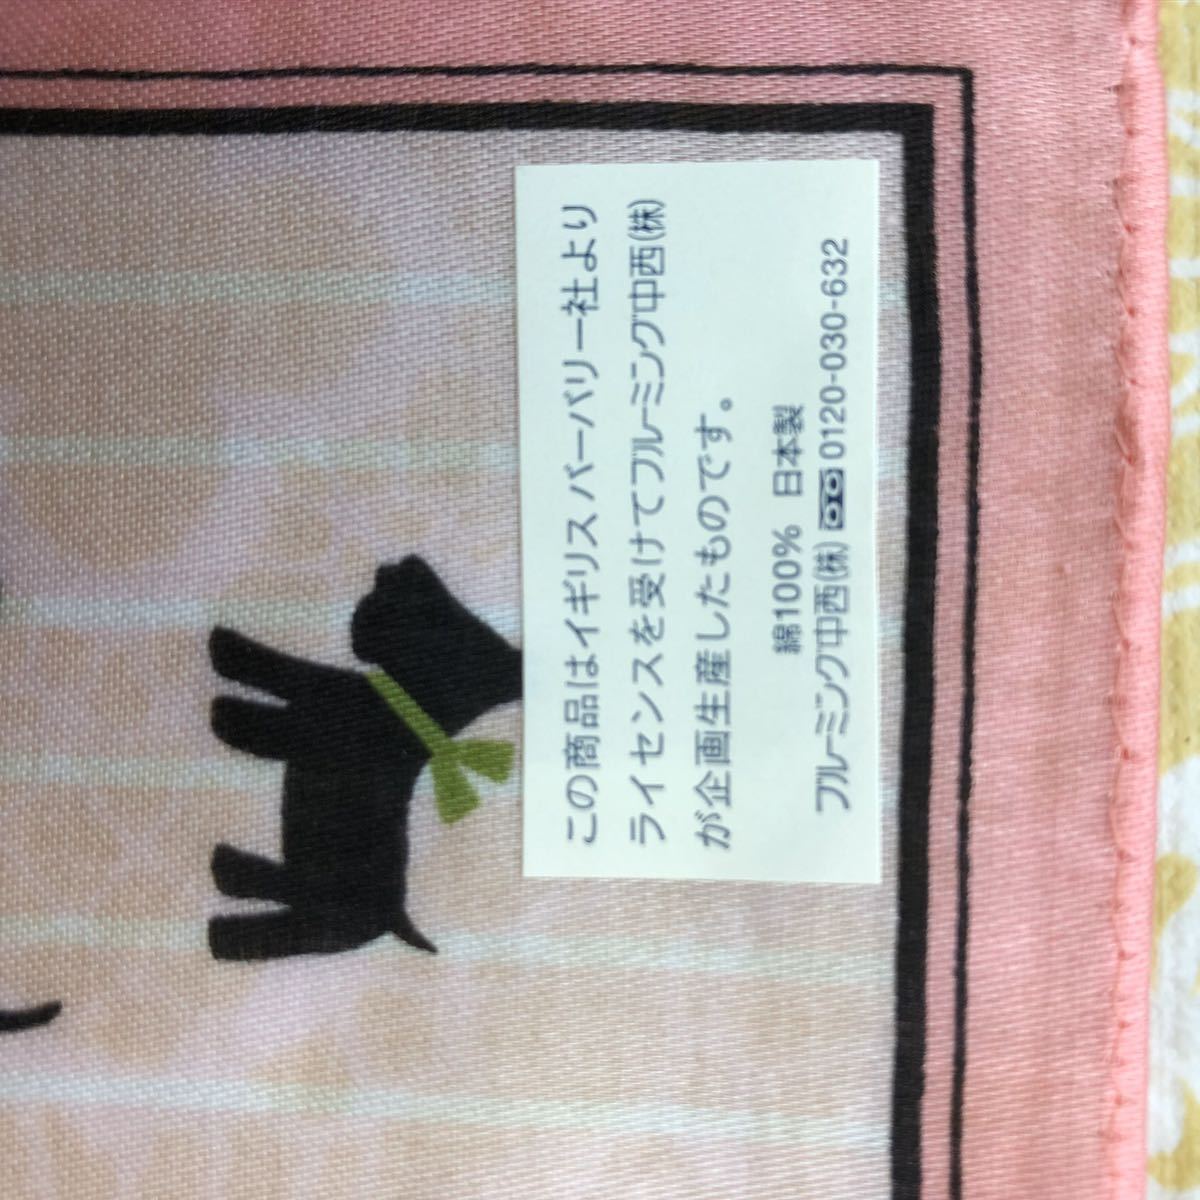 この商品はイギリス バーバリー社より
ライセンスを受けてブルーミング中西(株)
が企画生産したものです。
綿100% 日本製
ブルーミング中西(株) 0120-030-632